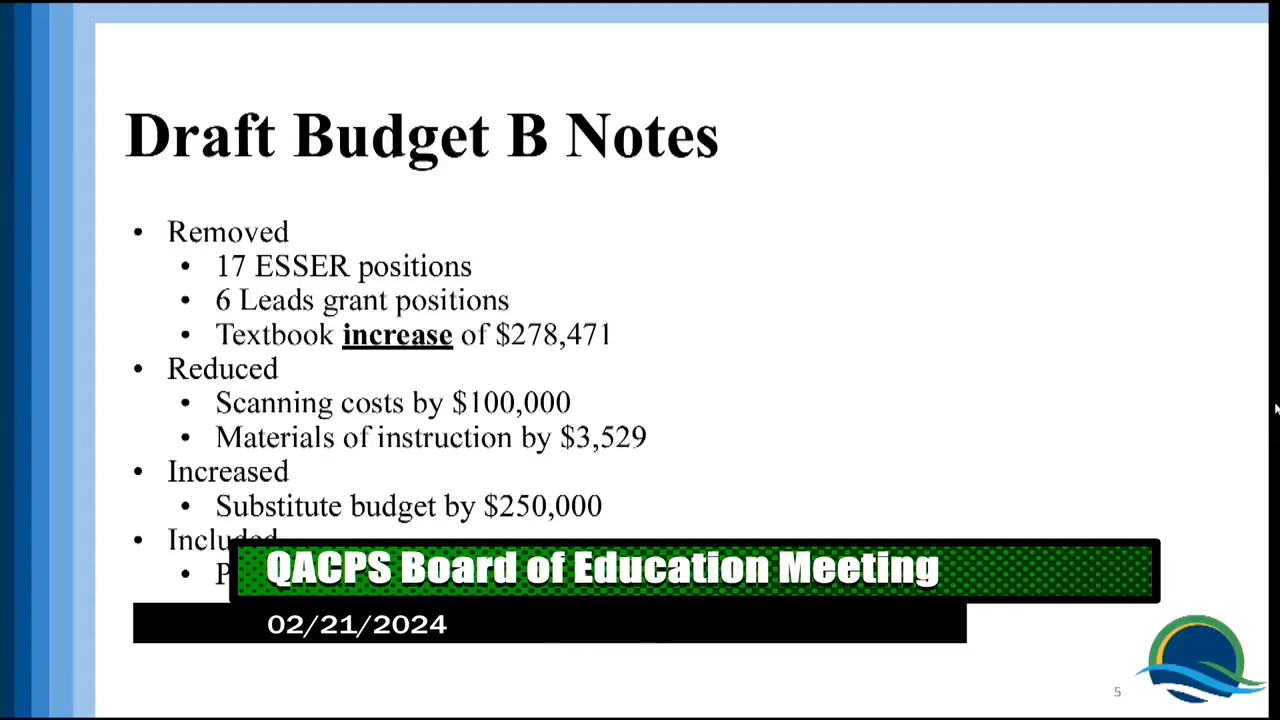 Draft Budget B Notes
• Removed
• 17 ESSER positions
• 6 Leads grant positions
• Textbook increase of $278,471
• Reduced
• Scanning costs by $100,000
• Materials of instruction by $3,529
• Increased
• Substitute budget by $250,000
• Included
•
QACPS Board of Education Meeting
02/21/2024
5